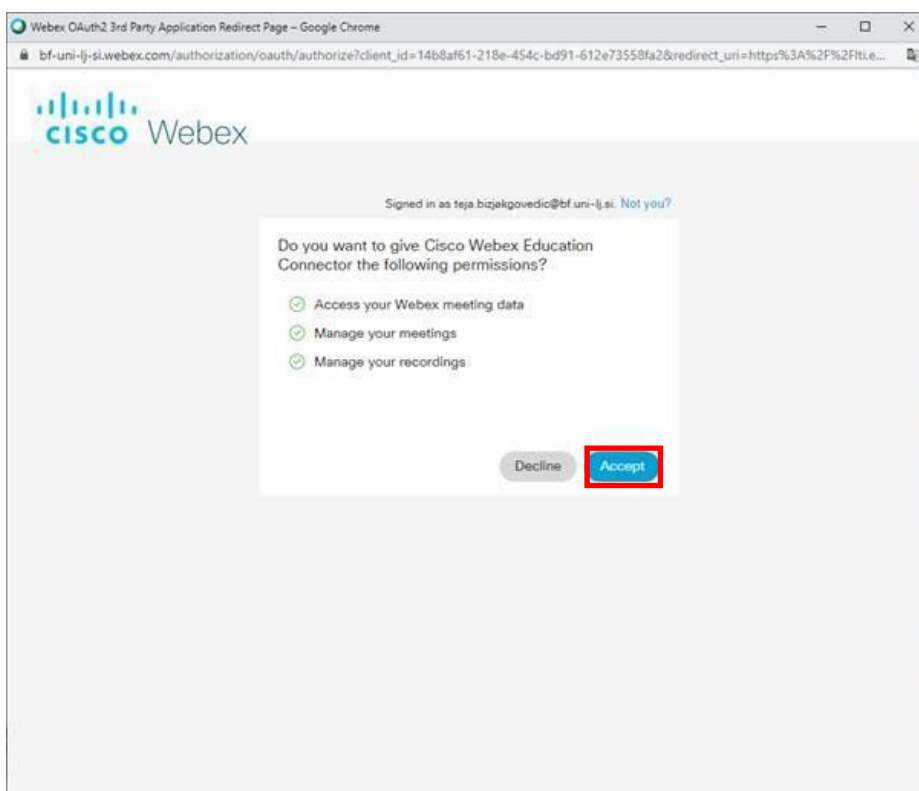 Webex OAuth2 3rd Party Application Redirect Page – Google Chrome
bf-uni-lj-si.webex.com/authorization/oauth/authorize?client_id=14b8af61-218e-454c-bd91-612e73558fa2&redirect_uri=https%3A%2F%2Flti.e...
CISCO Webex
Signed in as teja.bizjakgovedic@bf.uni-lj.si. Not you?
Do you want to give Cisco Webex Education
Connector the following permissions?
Access your Webex meeting data
Manage your meetings
Manage your recordings
Decline Accept